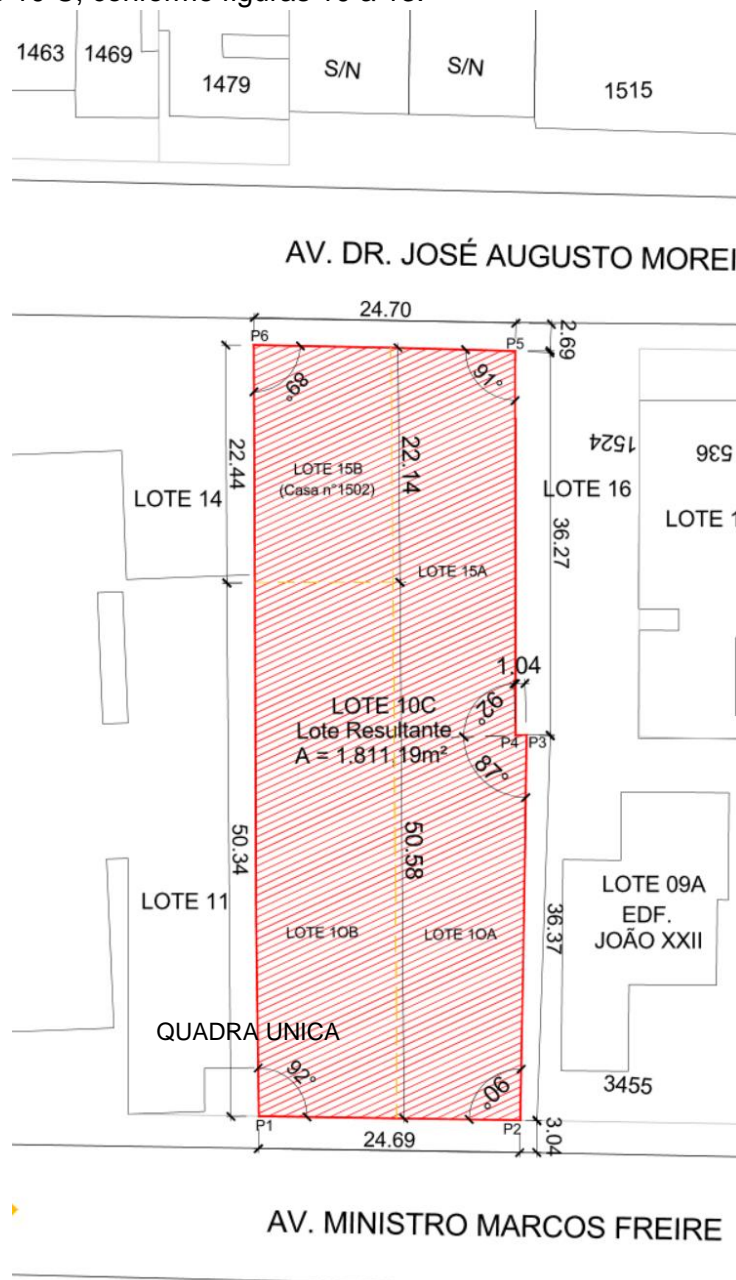 1463
1469
1479
S/N
S/N
1515
AV. DR. JOSÉ AUGUSTO MOREI
24.70
2.69
P6
P5
89°
91°
22.44
22.14
1524
536
LOTE 15B
(Casa n°1502)
LOTE 14
LOTE 16
LOTE 1
36.27
LOTE 15A
1.04
92°
LOTE 10C
Lote Resultante
A = 1.811,19m²
P4
P3
87°
50.34
50.58
LOTE 09A
EDF.
JOÃO XXII
LOTE 11
36.37
LOTE 10B
LOTE 10A
QUADRA UNICA
92°
90°
3455
P1
P2
24.69
3.04
AV. MINISTRO MARCOS FREIRE